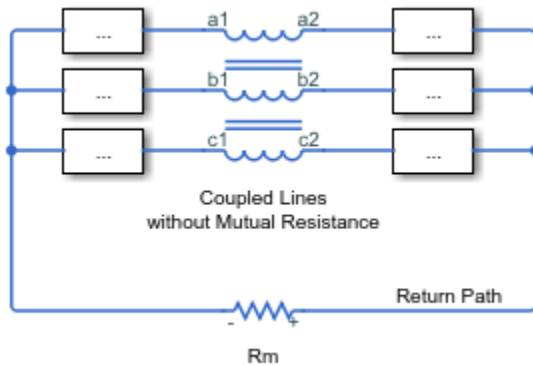 ... a1 a2 ...
... b1 b2 ...
... c1 c2 ...
Coupled Lines
without Mutual Resistance
Return Path
- +
Rm